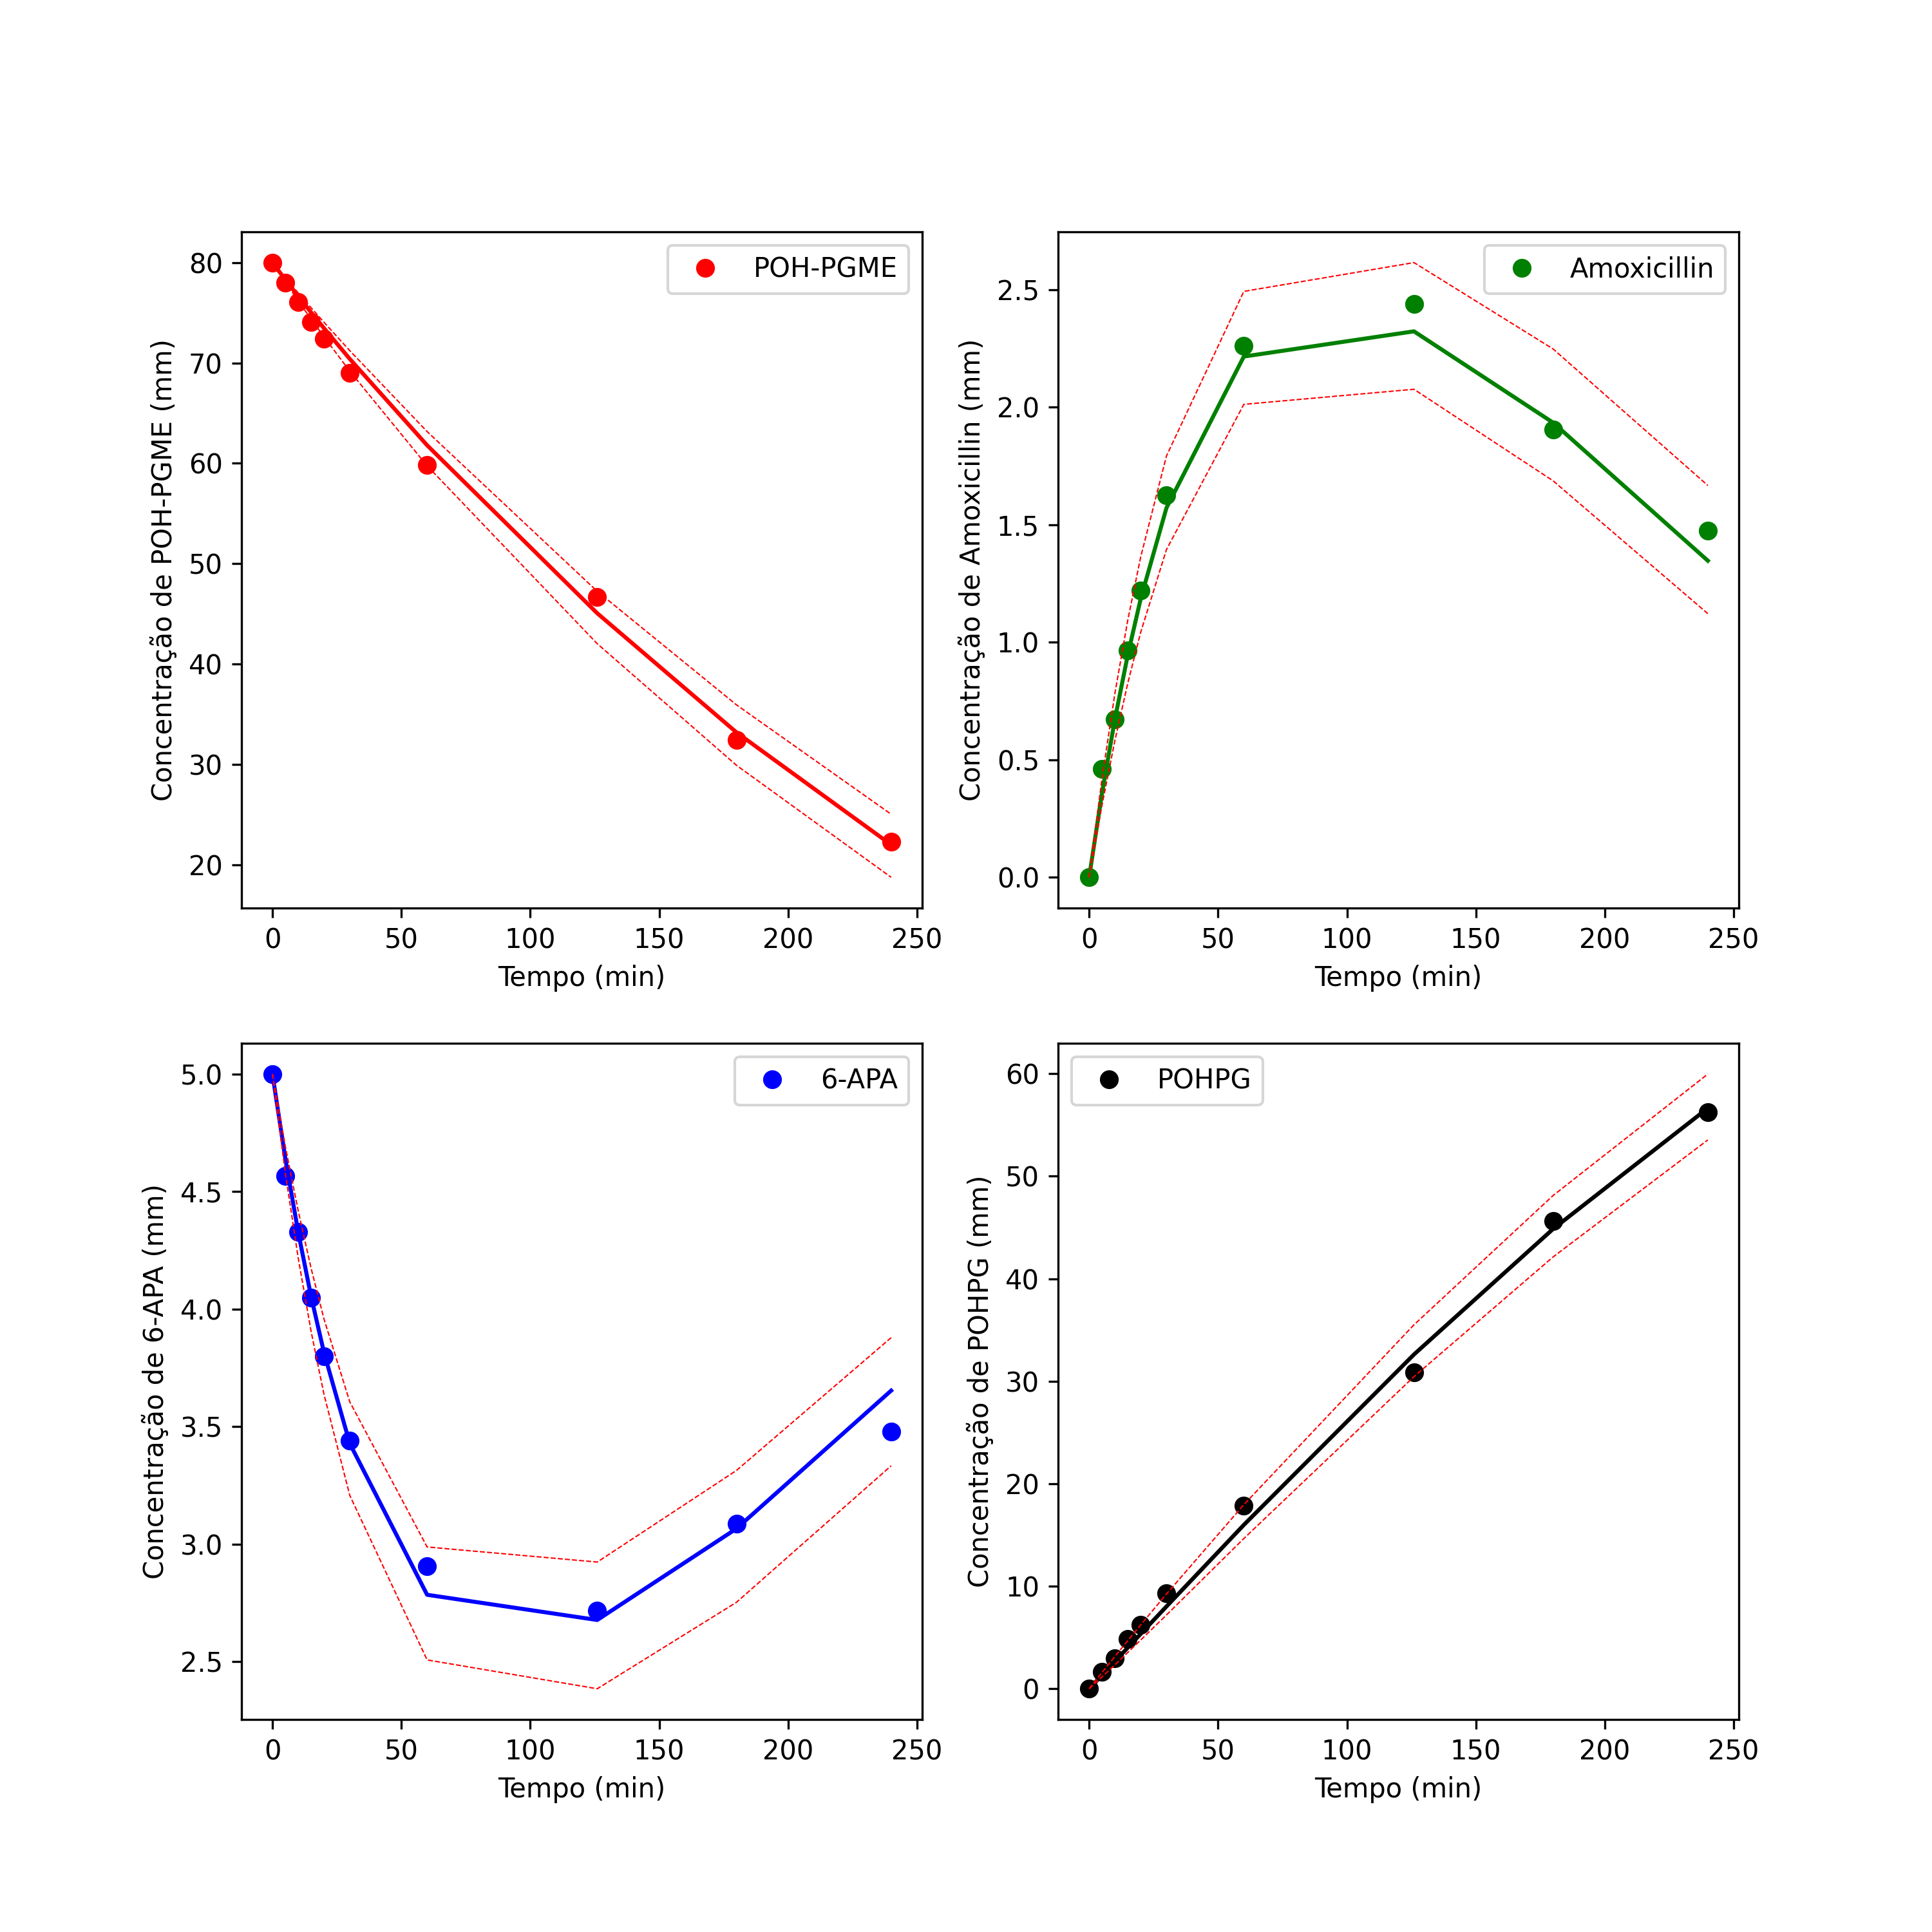 POH-PGME
Concentração de POH-PGME (mm)
80
70
60
50
40
30
20
0 50 100 150 200 250
Tempo (min)
Amoxicillin
Concentração de Amoxicillin (mm)
2.5
2.0
1.5
1.0
0.5
0.0
0 50 100 150 200 250
Tempo (min)
6-APA
Concentração de 6-APA (mm)
5.0
4.5
4.0
3.5
3.0
2.5
0 50 100 150 200 250
Tempo (min)
POHPG
Concentração de POHPG (mm)
60
50
40
30
20
10
0
0 50 100 150 200 250
Tempo (min)